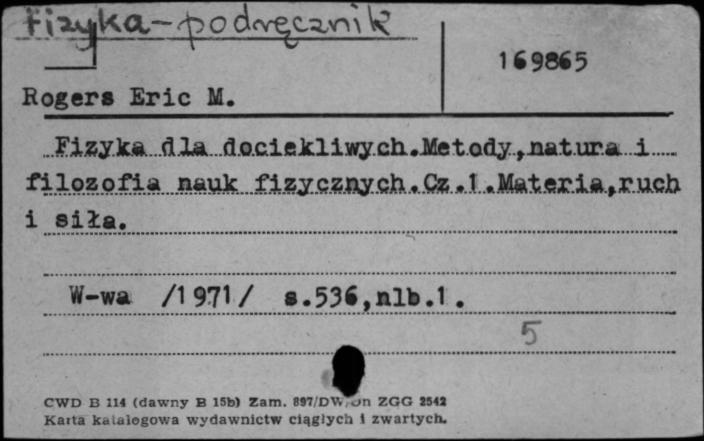 Fizyka – podręcznik
169865
Rogers Eric M.
Fizyka dla dociekliwych.Metody,natura i
filozofia nauk fizycznych.Cz.1.Materia,ruch
i siła.
W-wa /1971/ s.536,nlb.1.
5
CWD B 114 (dawny B 15b) Zam. 897/DW/Dn ZGG 2542
Karta katalogowa wydawnictw ciągłych i zwartych.